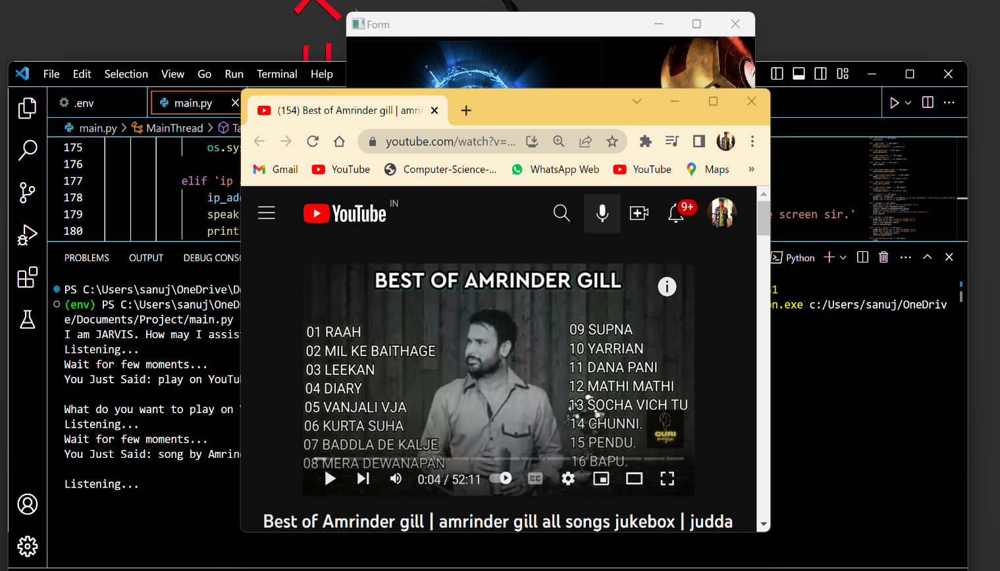 Form
File Edit Selection View Go Run Terminal Help
.env
main.py
main.py > MainThread > Ta
175 os.sys
176
177 elif 'ip a
178 ip_add
179 speak
180 print
e screen sir.'
PROBLEMS OUTPUT DEBUG CONS
Python
PS C:\Users\sanuj\OneDrive\D
(env) PS C:\Users\sanuj\OneD
e/Documents/Project/main.py
I am JARVIS. How may I assis
Listening...
Wait for few moments...
You Just Said: play on YouTu
What do you want to play on
Listening...
Wait for few moments...
You Just Said: song by Amrin
Listening...
1
on.exe c:/Users/sanuj/OneDriv
(154) Best of Amrinder gill | amrin
youtube.com/watch?v=...
Gmail YouTube Computer-Science-... WhatsApp Web YouTube Maps »
YouTube IN
9+
BEST OF AMRINDER GILL
01 RAAH
02 MIL KE BAITHAGE
03 LEEKAN
04 DIARY
05 VANJALI VJA
06 KURTA SUHA
07 BADDLA DE KALJE
08 MERA DEWANAPAN
09 SUPNA
10 YARRIAN
11 DANA PANI
12 MATHI MATHI
13 SOCHA VICH TU
14 CHUNNI.
15 PENDU.
16 BAPU.
GURI
muzic
0:04 / 52:11
CC
Best of Amrinder gill | amrinder gill all songs jukebox | judda